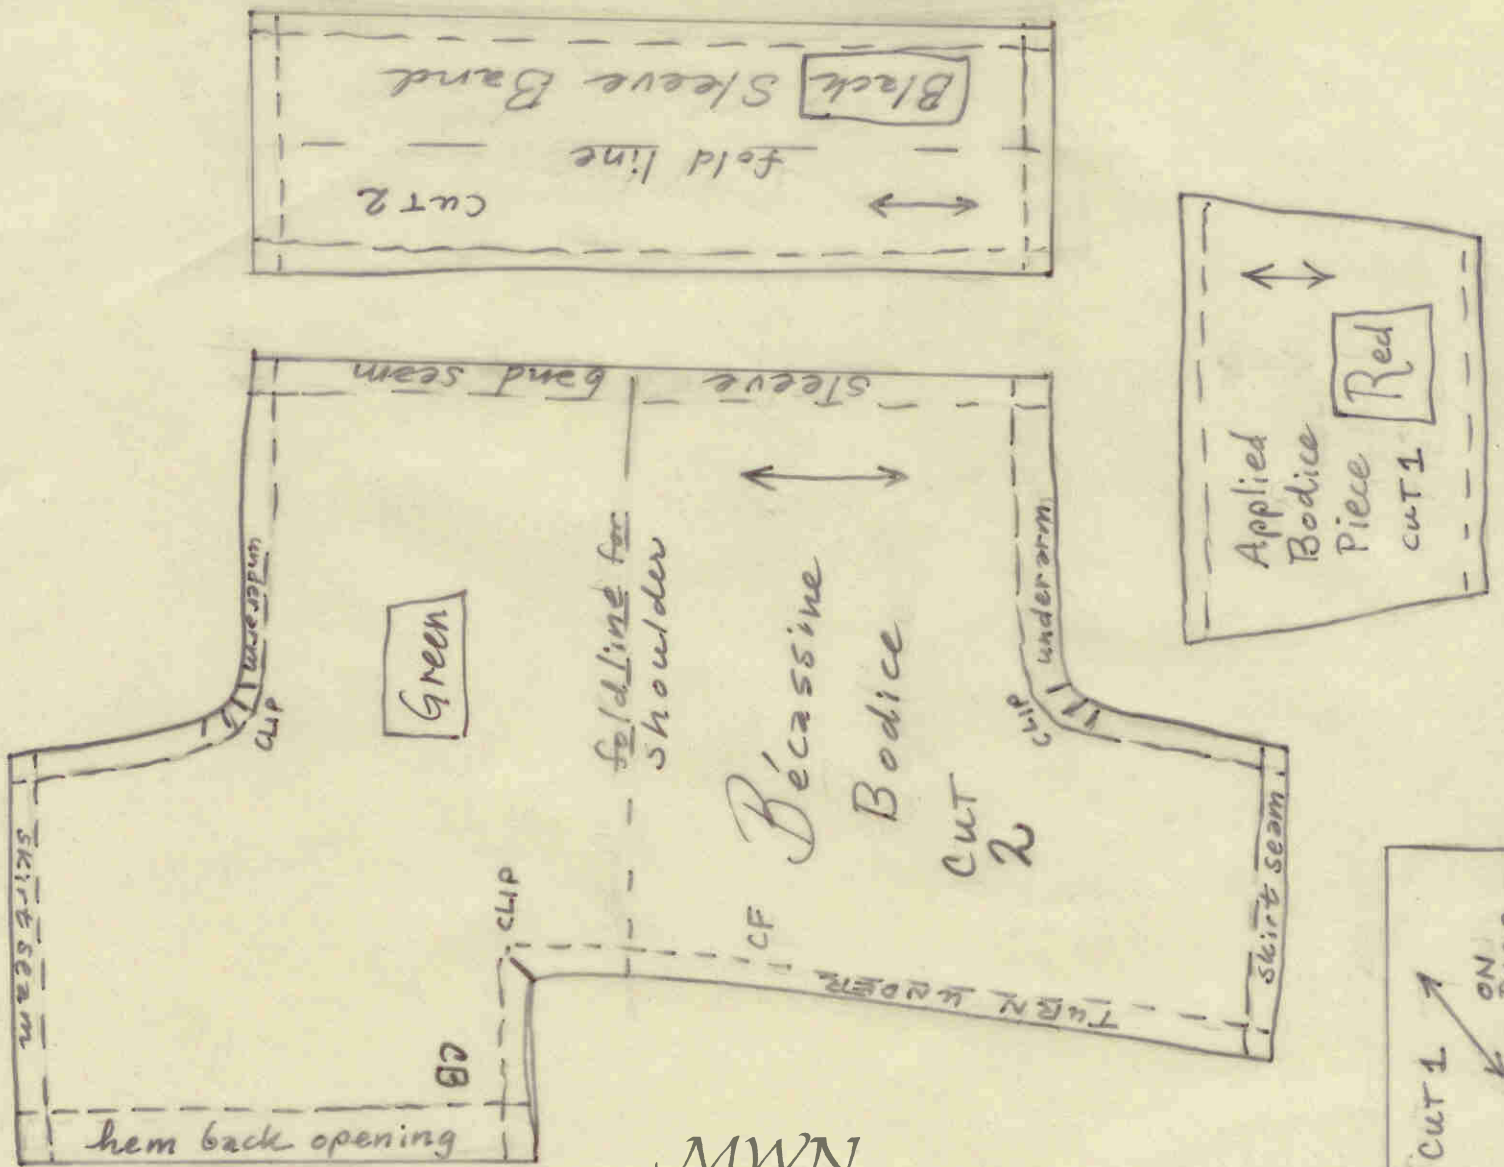 Black Sleeve Band
fold line
CUT 2
sleeve band seam
underarm
CLIP
Green
fold line for
shoulder
Bécassine
Bodice
CUT
2
underarm
CLIP
skirt seam
CLIP
CF
TURN UNDER
skirt seam
CB
hem back opening
Applied
Bodice
Piece
Red
CUT 1
CUT 1
ON
MWN